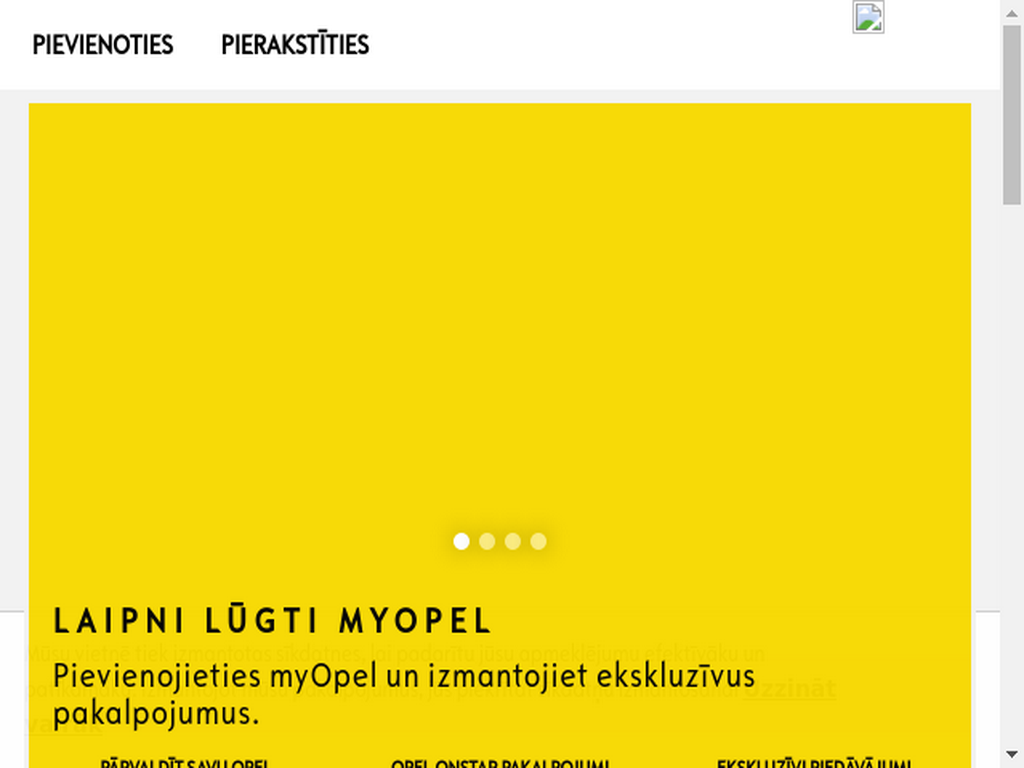 PIEVIENOTIES PIERAKSTĪTIES
LAIPNI LŪGTI MYOPEL
Mūsu vietnē tiek izmantotas sīkdatnes, lai padarītu jūsu apmeklējumu efektīvāku un
Pievienojieties myOpel un izmantojiet ekskluzīvus
Uzzināt
pakalpojumus.
vairāk
PĀRVALDĪT SAVU OPEL OPEL ONSTAR PAKALPOJUMI EKSKLUZĪVI PIEDĀVĀJUMI